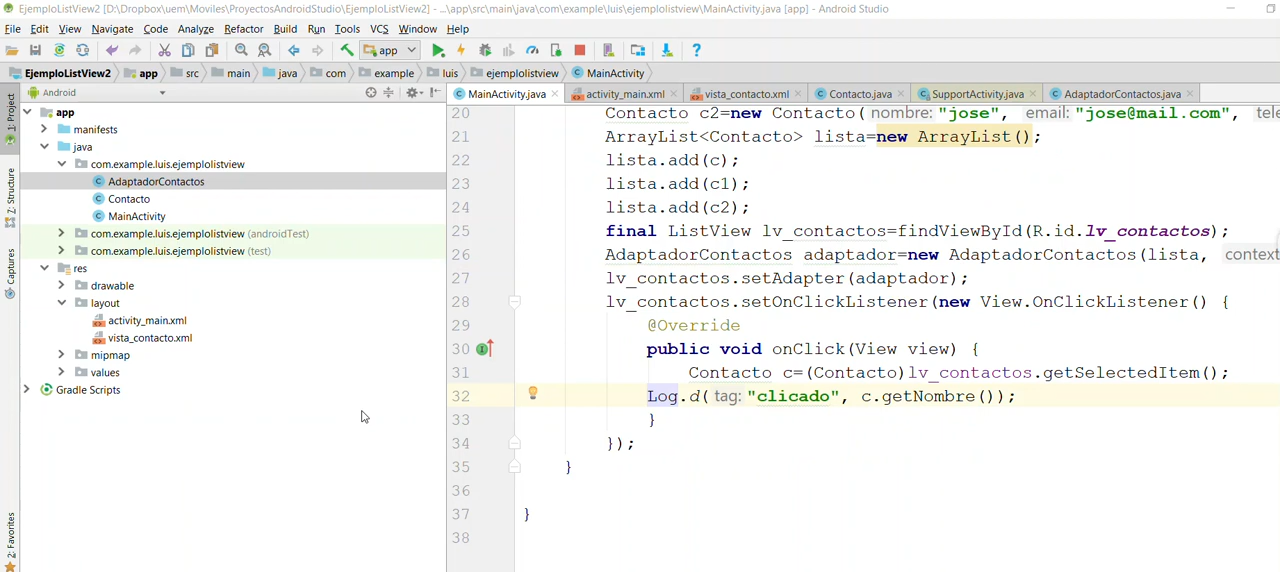 EjemploListView2 [D:\Dropbox\uem\Moviles\ProyectosAndroidStudio\EjemploListView2] - ...\app\src\main\java\com\example\luis\ejemplolistview\MainActivity.java [app] - Android Studio
File Edit View Navigate Code Analyze Refactor Build Run Tools VCS Window Help
app
EjemploListView2 app src main java com example luis ejemplolistview MainActivity
Android
MainActivity.java activity_main.xml vista_contacto.xml Contacto.java SupportActivity.java AdaptadorContactos.java
1: Project
Z: Structure
Captures
2: Favorites
app
manifests
java
com.example.luis.ejemplolistview
AdaptadorContactos
Contacto
MainActivity
com.example.luis.ejemplolistview (androidTest)
com.example.luis.ejemplolistview (test)
res
drawable
layout
activity_main.xml
vista_contacto.xml
mipmap
values
Gradle Scripts
20 Contacto c2=new Contacto( nombre: "jose", email: "jose@mail.com", tele
21 ArrayList<Contacto> lista=new ArrayList();
22 lista.add(c);
23 lista.add(c1);
24 lista.add(c2);
25 final ListView lv_contactos=findViewById(R.id.lv_contactos);
26 AdaptadorContactos adaptador=new AdaptadorContactos(lista, context
27 lv_contactos.setAdapter(adaptador);
28 lv_contactos.setOnClickListener(new View.OnClickListener() {
29 @Override
30 public void onClick(View view) {
31 Contacto c=(Contacto)lv_contactos.getSelectedItem();
32 Log.d( tag: "clicado", c.getNombre());
33 }
34 });
35 }
36
37 }
38